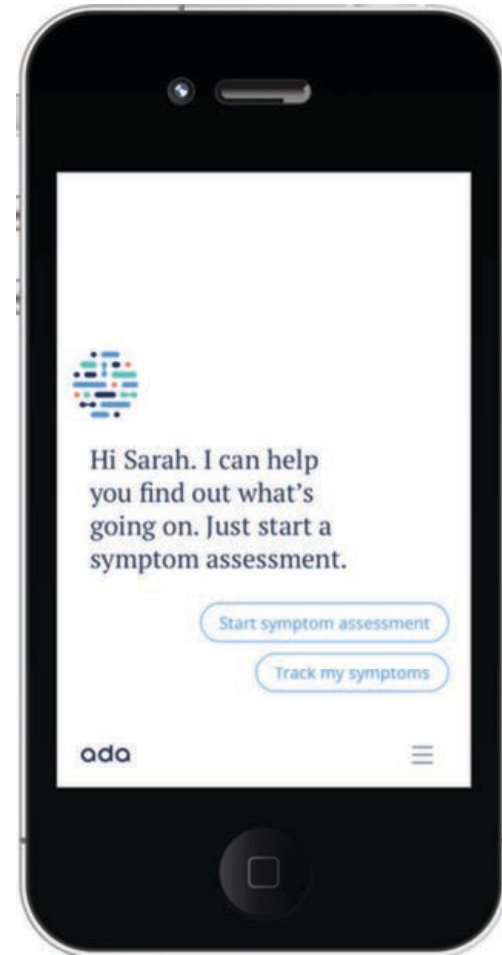 Hi Sarah. I can help
you find out what’s
going on. Just start a
symptom assessment.
Start symptom assessment
Track my symptoms
ada